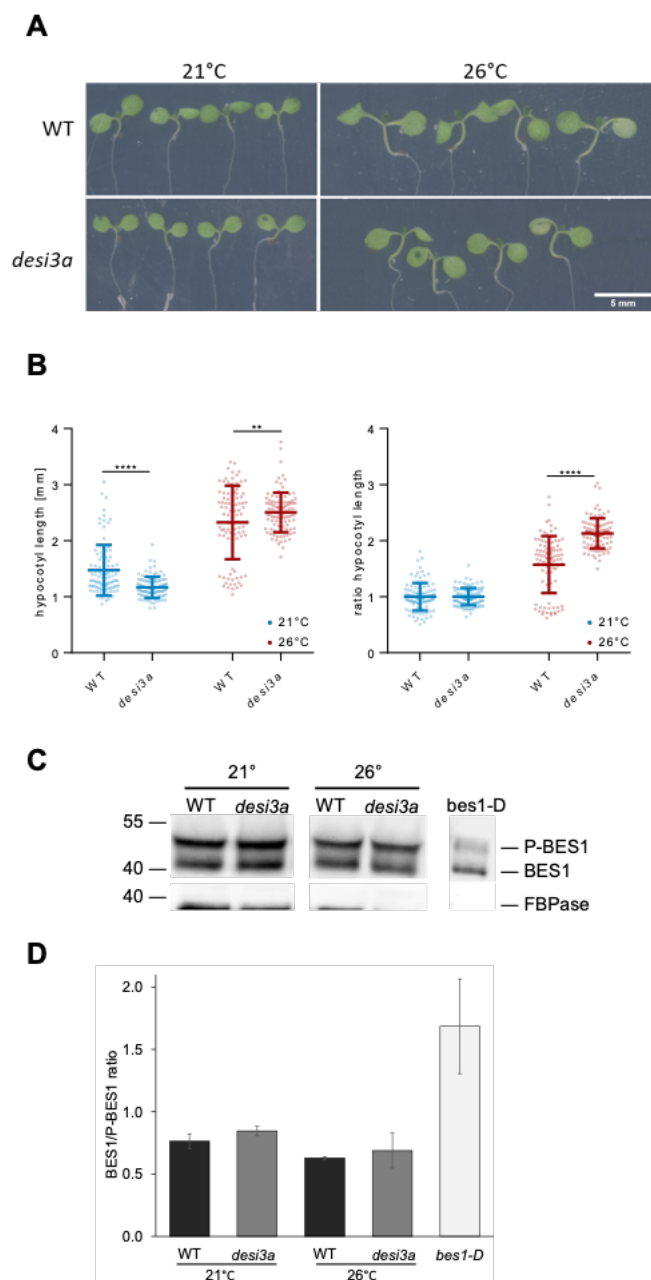 A
21°C 26°C
WT
desi3a
5 mm
B
4
3
2
1
0
hypocotyl length [mm]
****
**
21°C
26°C
WT
desi3a
WT
desi3a
4
3
2
1
0
ratio hypocotyl length
****
21°C
26°C
WT
desi3a
WT
desi3a
C
21° 26°
WT desi3a WT desi3a bes1-D
55
P-BES1
40
BES1
40
FBPase
D
2.0
1.5
1.0
0.5
0.0
BES1/P-BES1 ratio
WT desi3a WT desi3a bes1-D
21°C 26°C